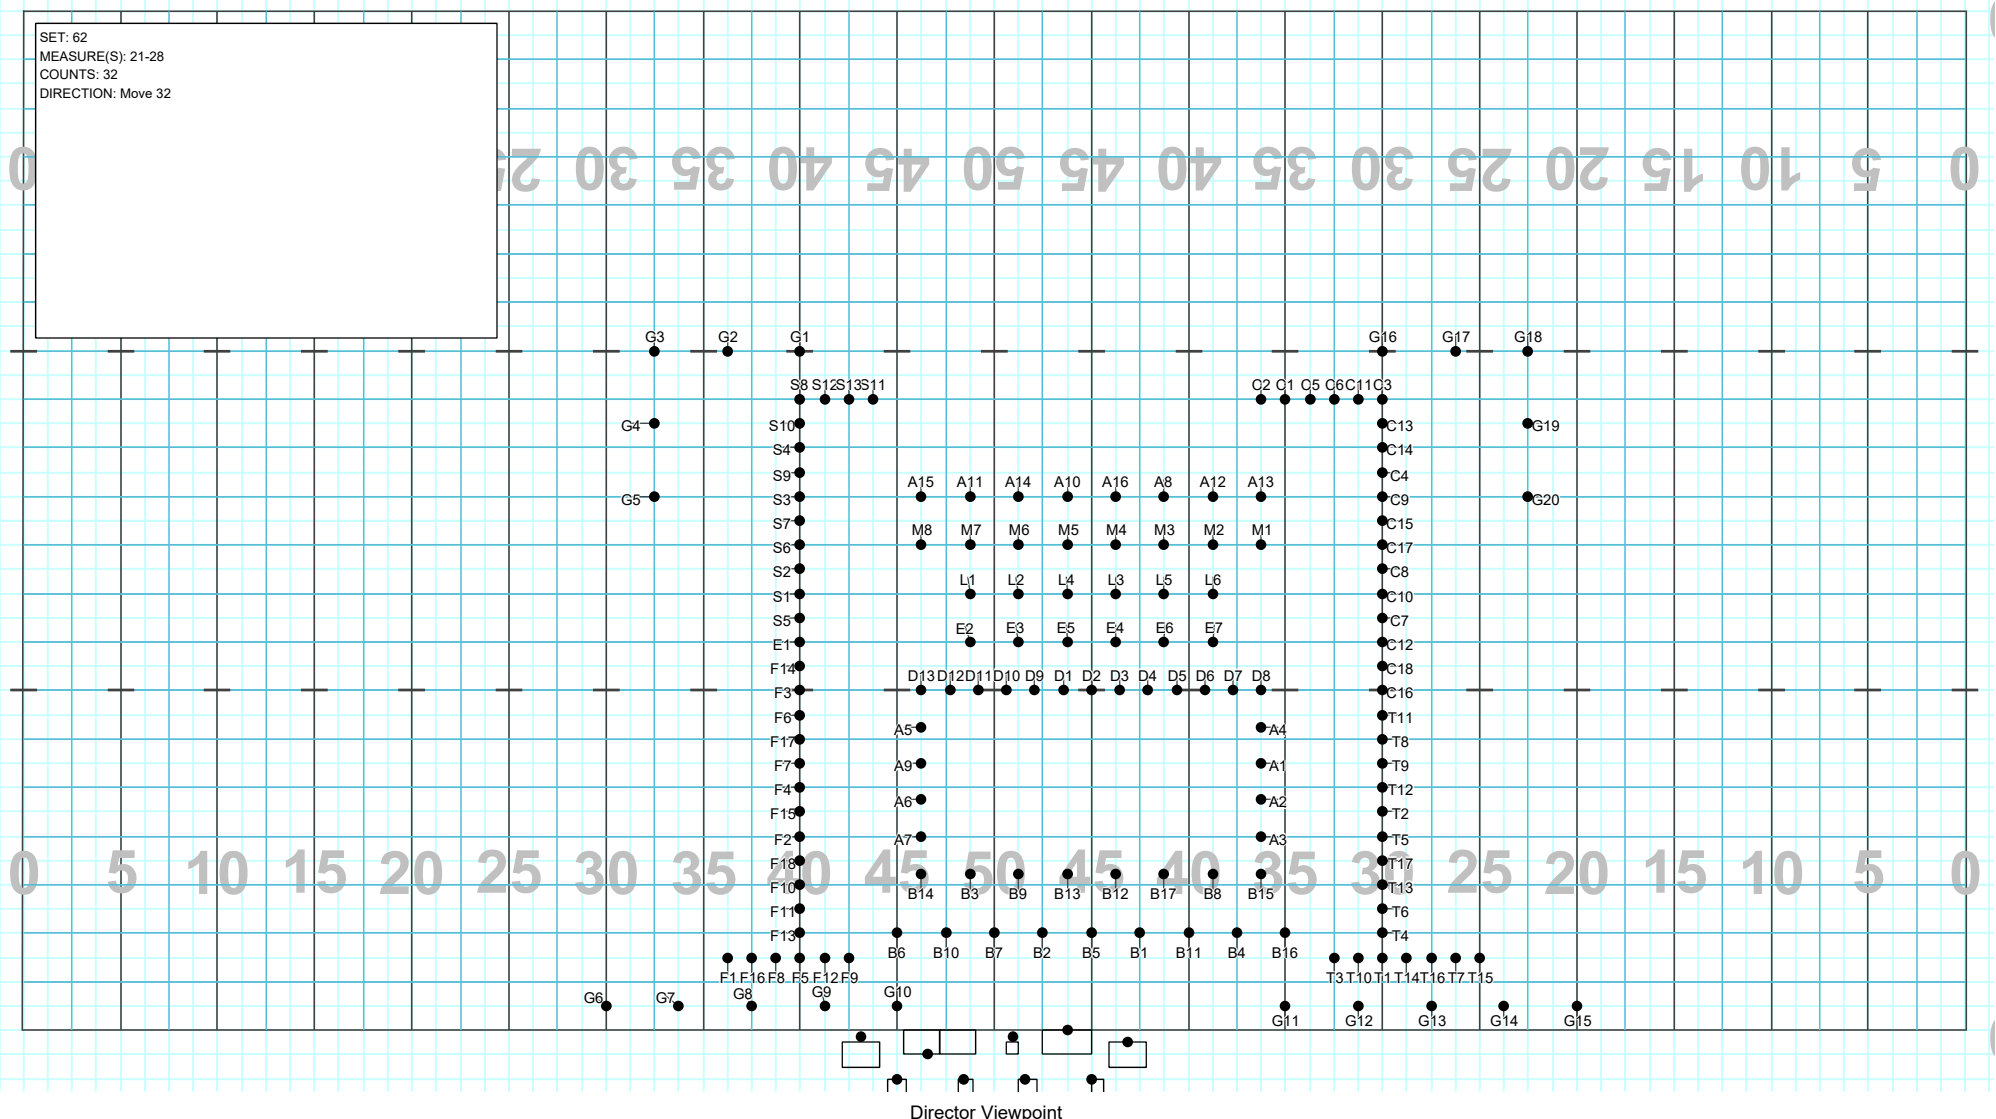 SET: 62
MEASURE(S): 21-28
COUNTS: 32
DIRECTION: Move 32
0 25 30 35 40 45 50 45 40 35 30 25 20 15 10 5 0
G3 G2 G1 G16 G17 G18
S8 S12 S13 S11 C2 C1 C5 C6 C11 C3
G4 S10 C13 G19
S4 C14
S9 C4
A15 A11 A14 A10 A16 A8 A12 A13
G5 S3 C9 G20
S7 C15
M8 M7 M6 M5 M4 M3 M2 M1
S6 C17
S2 C8
L1 L2 L4 L3 L5 L6
S1 C10
S5 C7
E2 E3 E5 E4 E6 E7
E1 C12
F14 C18
D13 D12 D11 D10 D9 D1 D2 D3 D4 D5 D6 D7 D8
F3 C16
F6 T11
A5 A4
F17 T8
F7 A9 A1 T9
F4 T12
A6 A2
F15 T2
F2 A7 A3 T5
F18 T17
0 5 10 15 20 25 30 35 40 45 50 45 40 35 30 25 20 15 10 5 0
F10 T13
B14 B3 B9 B13 B12 B17 B8 B15
F11 T6
F13 T4
B6 B10 B7 B2 B5 B1 B11 B4 B16
F1 F16 F8 F5 F12 F9 T3 T10 T1 T14 T16 T7 T15
G6 G7 G8 G9 G10
G11 G12 G13 G14 G15
Director Viewpoint